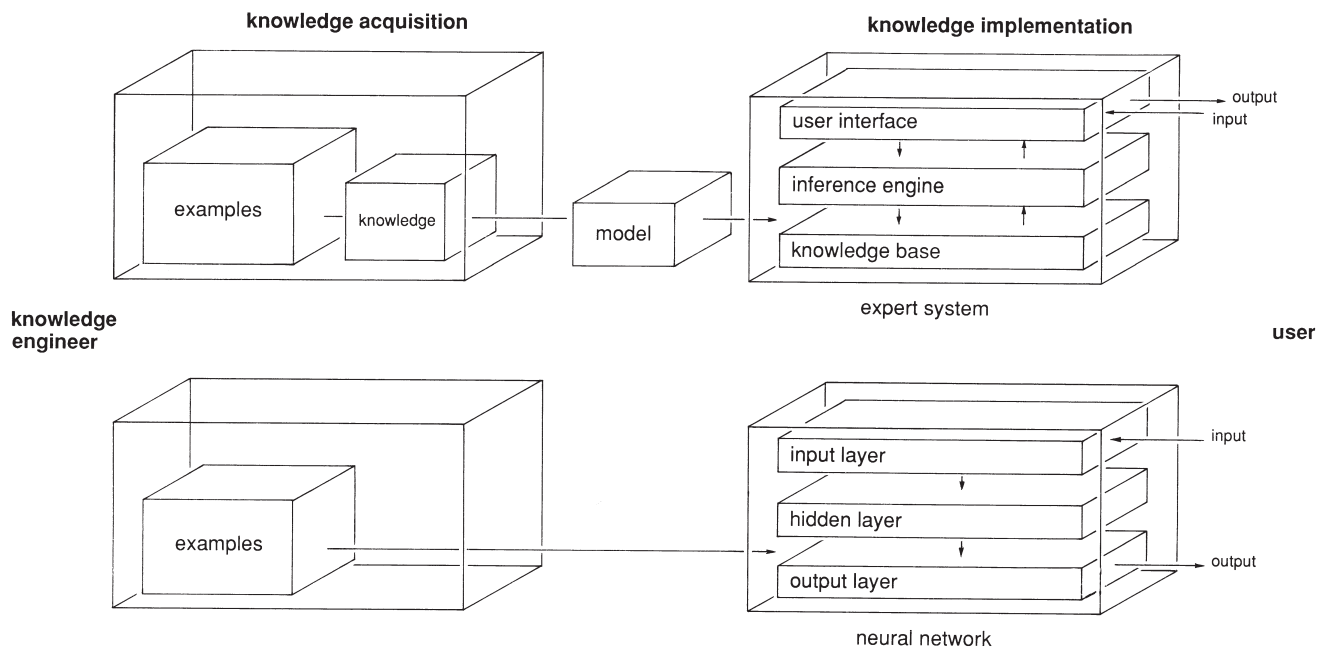 knowledge acquisition
knowledge implementation
output
input
user interface
inference engine
knowledge base
examples
knowledge
model
expert system
knowledge
engineer
user
input
input layer
hidden layer
output layer
examples
output
neural network